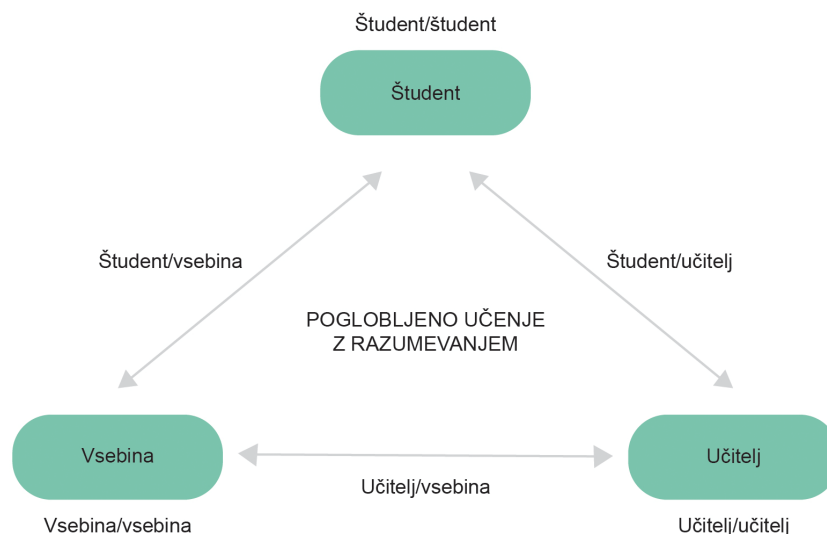 Študent/študent
Študent
Študent/vsebina
Študent/učitelj
POGLOBLJENO UČENJE
Z RAZUMEVANJEM
Vsebina
Učitelj
Učitelj/vsebina
Vsebina/vsebina
Učitelj/učitelj